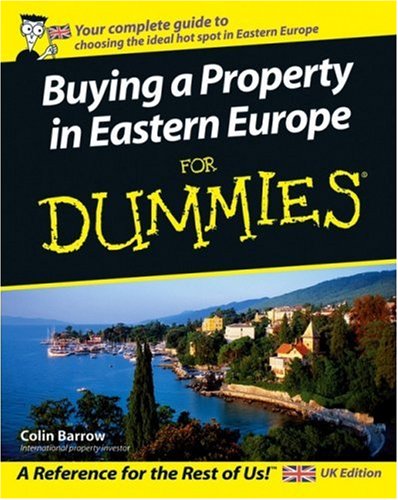 Your complete guide to
choosing the ideal hot spot in Eastern Europe
Buying a Property
in Eastern Europe
FOR
DUMMIES®
Colin Barrow
International property investor
A Reference for the Rest of Us!™
UK Edition